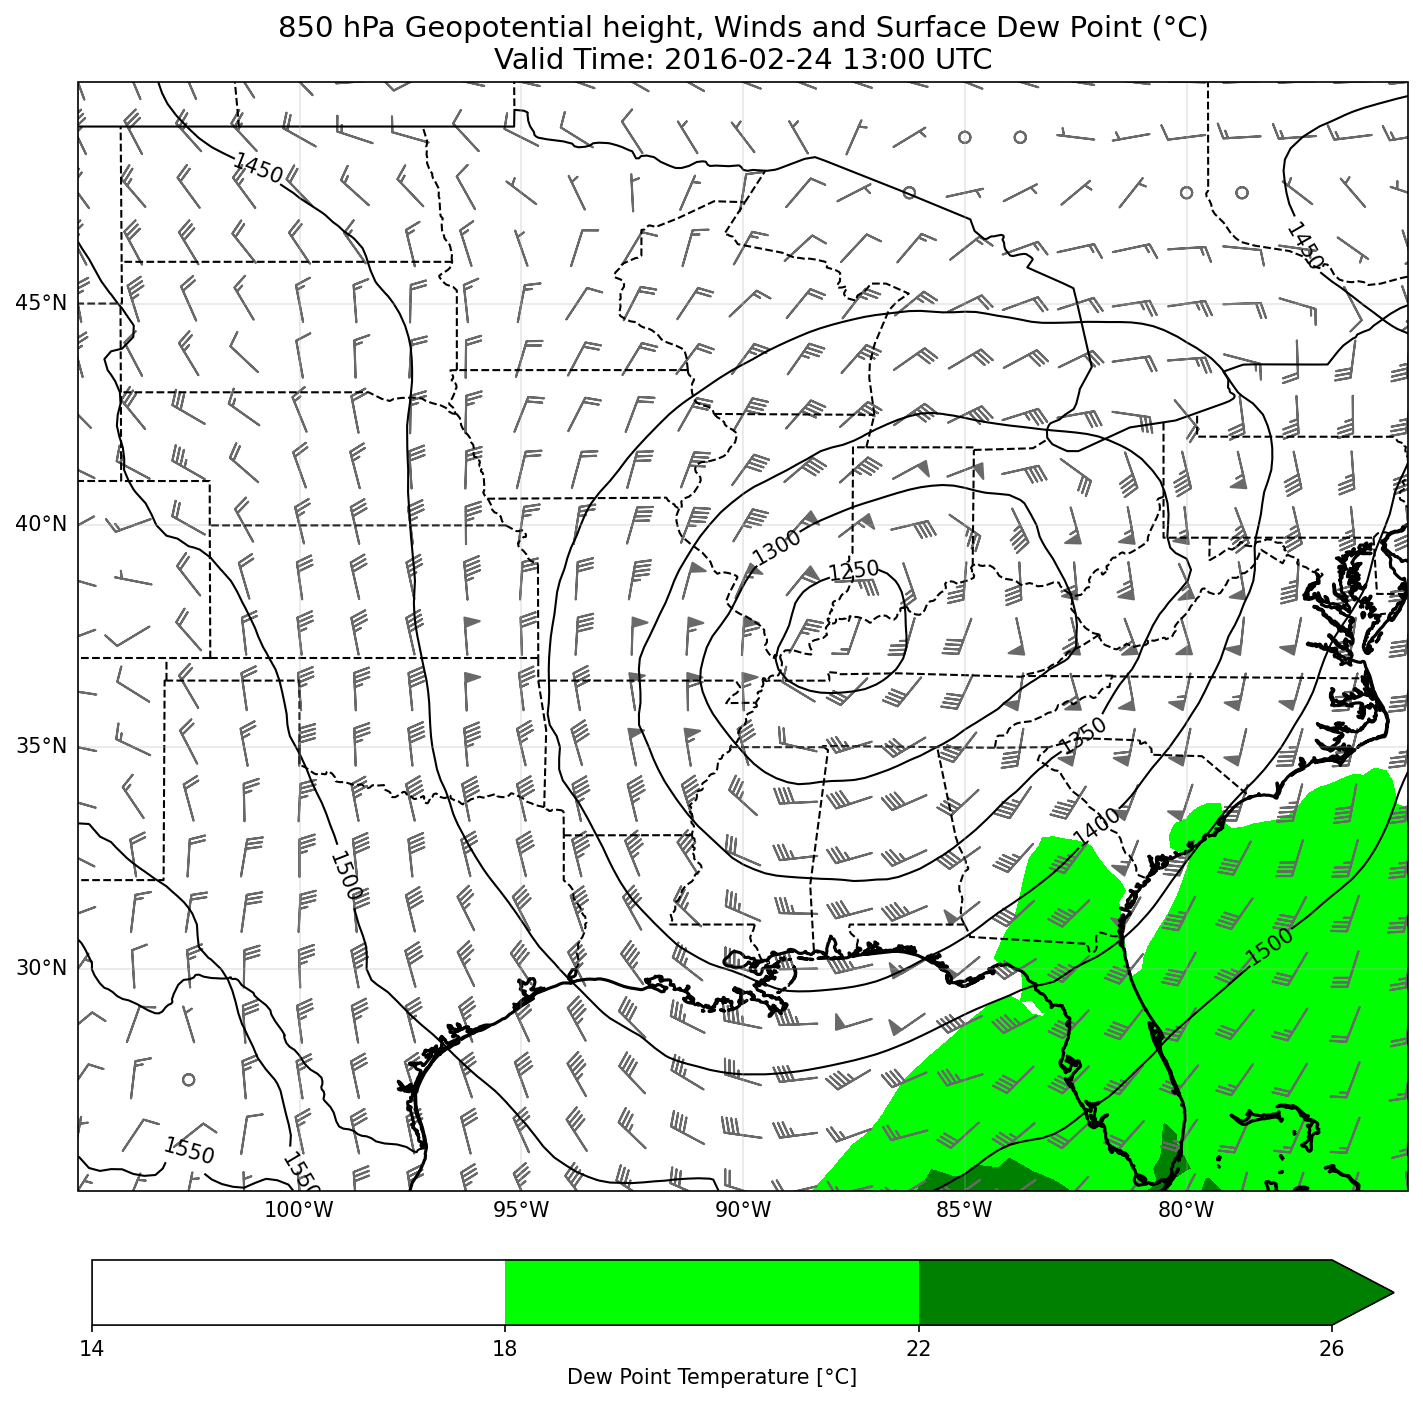 850 hPa Geopotential height, Winds and Surface Dew Point (°C)
Valid Time: 2016-02-24 13:00 UTC
1450
1450
45°N
1300
40°N
1250
1350
35°N
1400
1500
1500
30°N
1550
1550
100°W 95°W 90°W 85°W 80°W
14 18 22 26
Dew Point Temperature [°C]